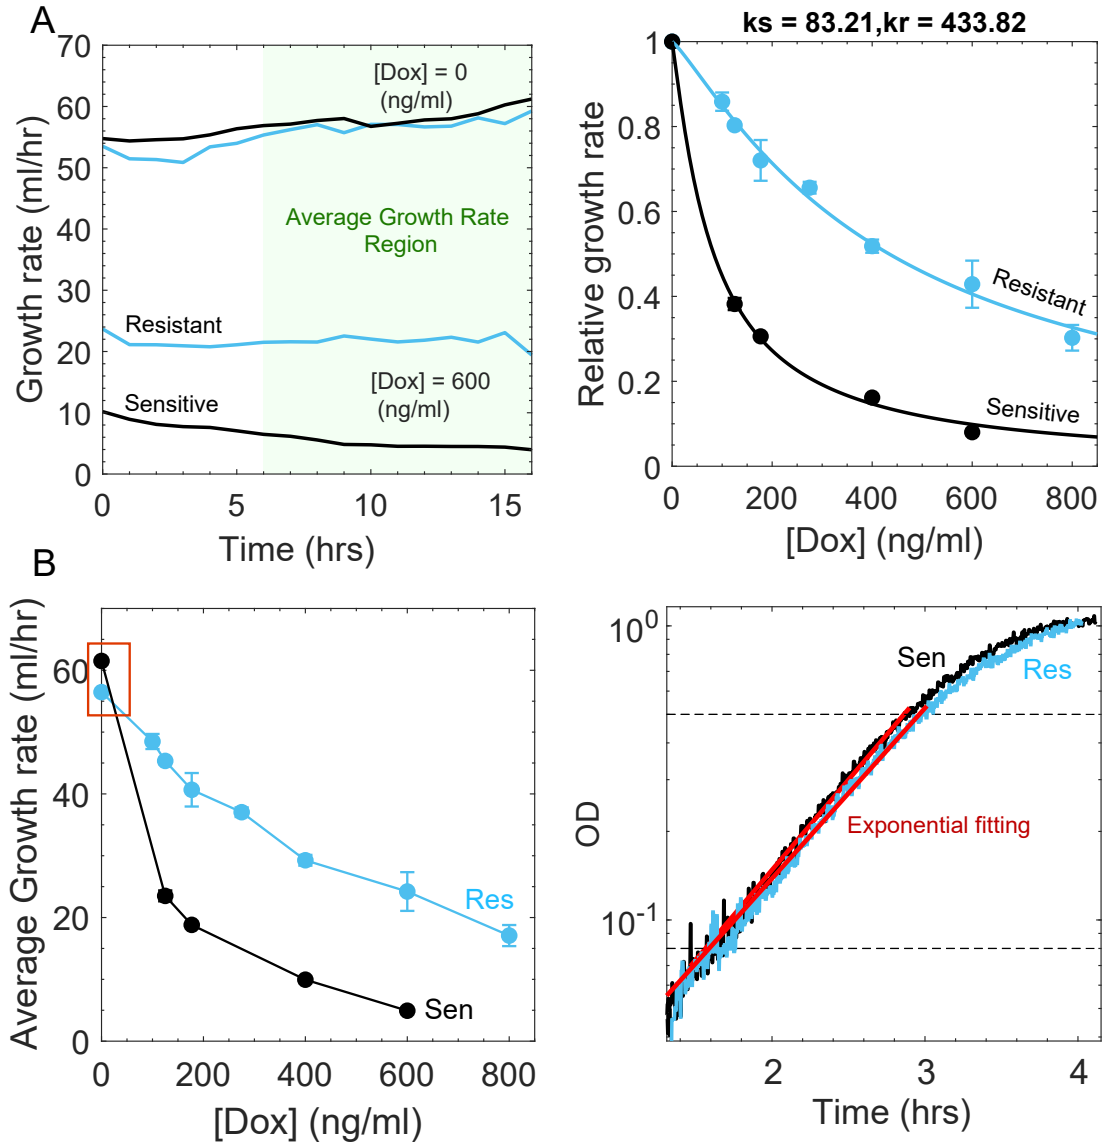 A
70
60
50
40
30
20
10
0
Growth rate (ml/hr)
[Dox] = 0
(ng/ml)
Average Growth Rate
Region
Resistant
[Dox] = 600
(ng/ml)
Sensitive
0
5
10
15
Time (hrs)
ks = 83.21,kr = 433.82
1
0.8
0.6
0.4
0.2
0
Relative growth rate
Resistant
Sensitive
0
200
400
600
800
[Dox] (ng/ml)
B
60
40
20
0
Average Growth rate (ml/hr)
Res
Sen
0
200
400
600
800
[Dox] (ng/ml)
10⁰
10⁻¹
OD
Sen
Res
Exponential fitting
2
3
4
Time (hrs)